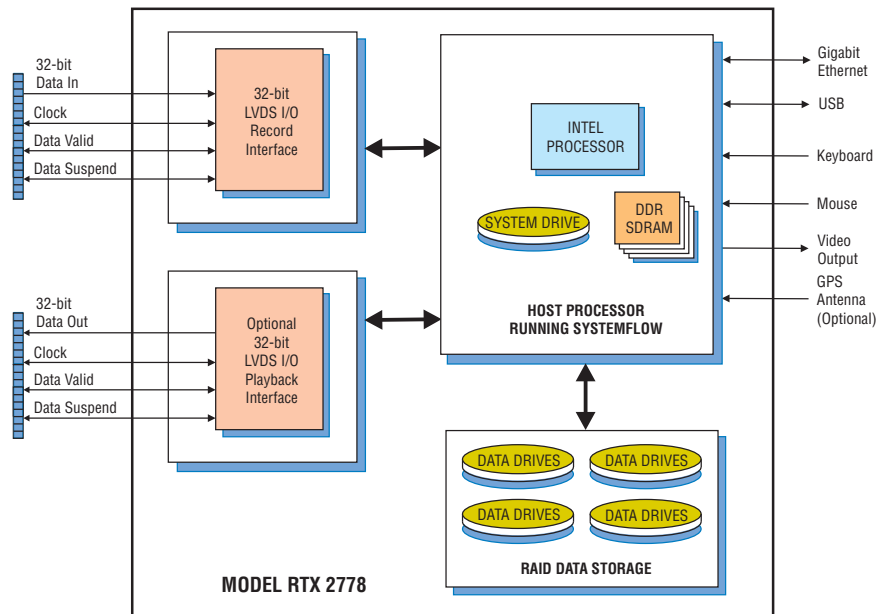 32-bit
Data In
Clock
Data Valid
Data Suspend
32-bit
LVDS I/O
Record
Interface
INTEL
PROCESSOR
SYSTEM DRIVE
DDR
SDRAM
HOST PROCESSOR
RUNNING SYSTEMFLOW
Gigabit
Ethernet
USB
Keyboard
Mouse
Video
Output
GPS
Antenna
(Optional)
32-bit
Data Out
Clock
Data Valid
Data Suspend
Optional
32-bit
LVDS I/O
Playback
Interface
DATA DRIVES
DATA DRIVES
DATA DRIVES
DATA DRIVES
RAID DATA STORAGE
MODEL RTX 2778